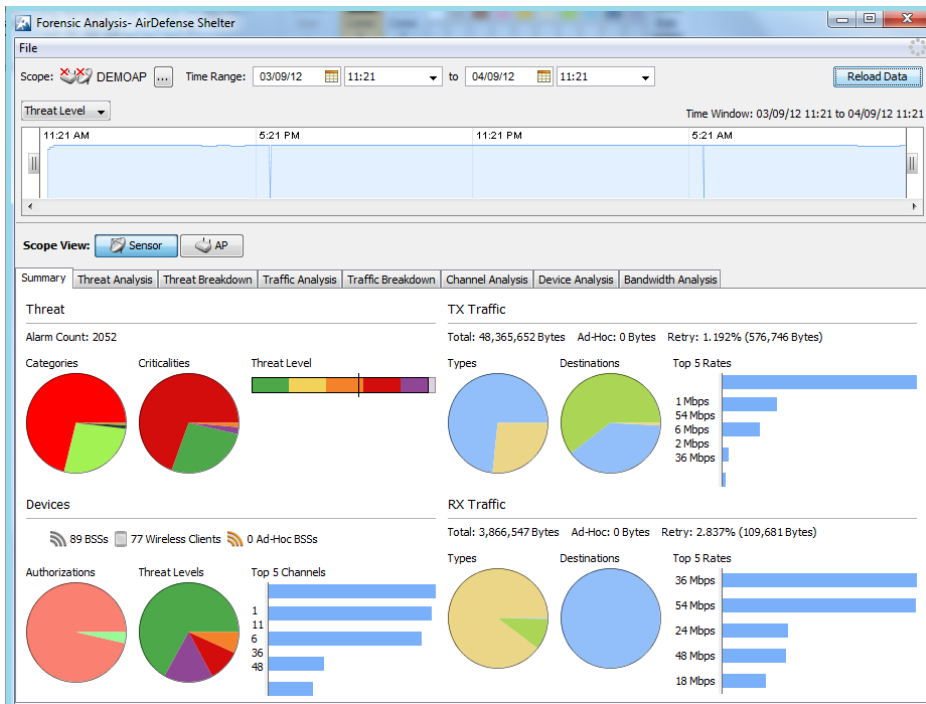 Forensic Analysis- AirDefense Shelter
File
Scope: DEMOAP ... Time Range: 03/09/12 11:21 to 04/09/12 11:21 Reload Data
Threat Level Time Window: 03/09/12 11:21 to 04/09/12 11:21
11:21 AM 5:21 PM 11:21 PM 5:21 AM
Scope View: Sensor AP
Summary Threat Analysis Threat Breakdown Traffic Analysis Traffic Breakdown Channel Analysis Device Analysis Bandwidth Analysis
Threat
Alarm Count: 2052
Categories Criticalities Threat Level
TX Traffic
Total: 48,365,652 Bytes Ad-Hoc: 0 Bytes Retry: 1.192% (576,746 Bytes)
Types Destinations Top 5 Rates
1 Mbps
54 Mbps
6 Mbps
2 Mbps
36 Mbps
Devices
89 BSSs 77 Wireless Clients 0 Ad-Hoc BSSs
Authorizations Threat Levels Top 5 Channels
1
11
6
36
48
RX Traffic
Total: 3,866,547 Bytes Ad-Hoc: 0 Bytes Retry: 2.837% (109,681 Bytes)
Types Destinations Top 5 Rates
36 Mbps
54 Mbps
24 Mbps
48 Mbps
18 Mbps